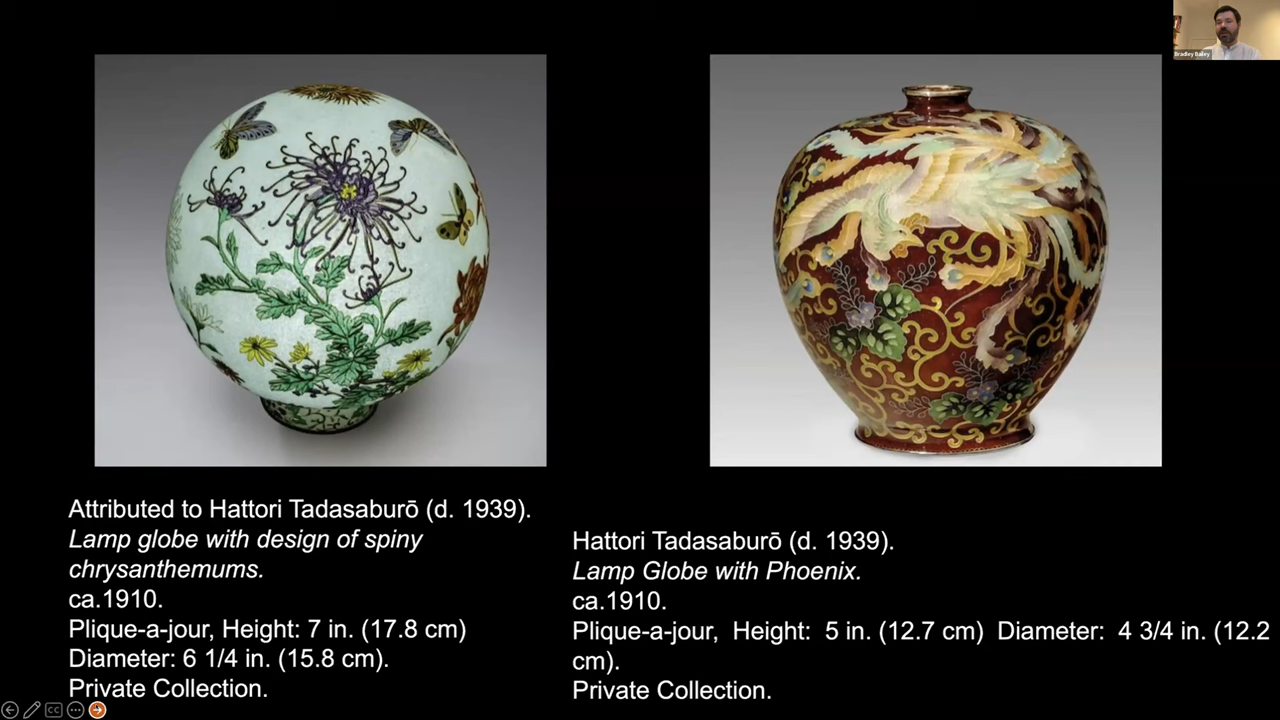 Bradley Bailey
Attributed to Hattori Tadasaburō (d. 1939).
Lamp globe with design of spiny
chrysanthemums.
ca.1910.
Plique-a-jour, Height: 7 in. (17.8 cm)
Diameter: 6 1/4 in. (15.8 cm).
Private Collection.
Hattori Tadasaburō (d. 1939).
Lamp Globe with Phoenix.
ca.1910.
Plique-a-jour, Height: 5 in. (12.7 cm) Diameter: 4 3/4 in. (12.2
cm).
Private Collection.
CC